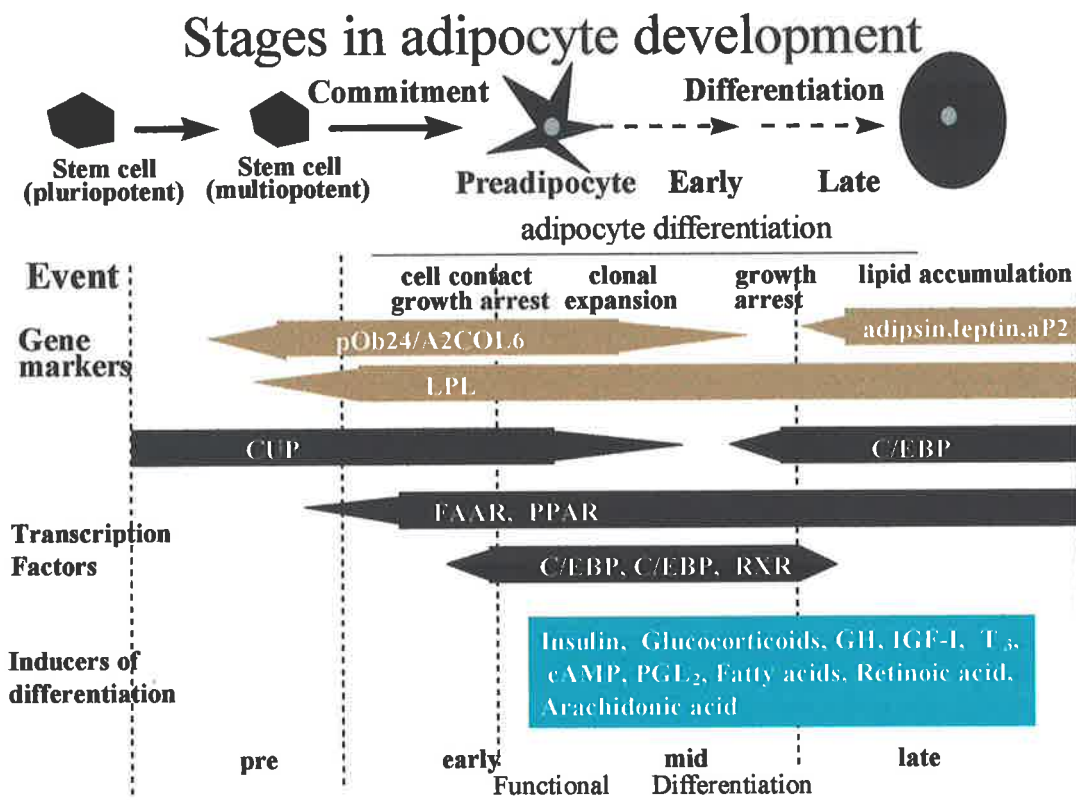 Stages in adipocyte development
Commitment
Differentiation
Stem cell
(pluriopotent)
Stem cell
(multiopotent)
Preadipocyte
Early
Late
adipocyte differentiation
Event
cell contact
growth arrest
clonal
expansion
growth
arrest
lipid accumulation
Gene
markers
pOb24/A2COL6
adipsin,leptin,aP2
LPL
CUP
C/EBP
FAAR, PPAR
Transcription
Factors
C/EBP, C/EBP, RXR
Inducers of
differentiation
Insulin, Glucocorticoids, GH, IGF-I, T₃,
cAMP, PGE₂, Fatty acids, Retinoic acid,
Arachidonic acid
pre
early
mid
late
Functional
Differentiation